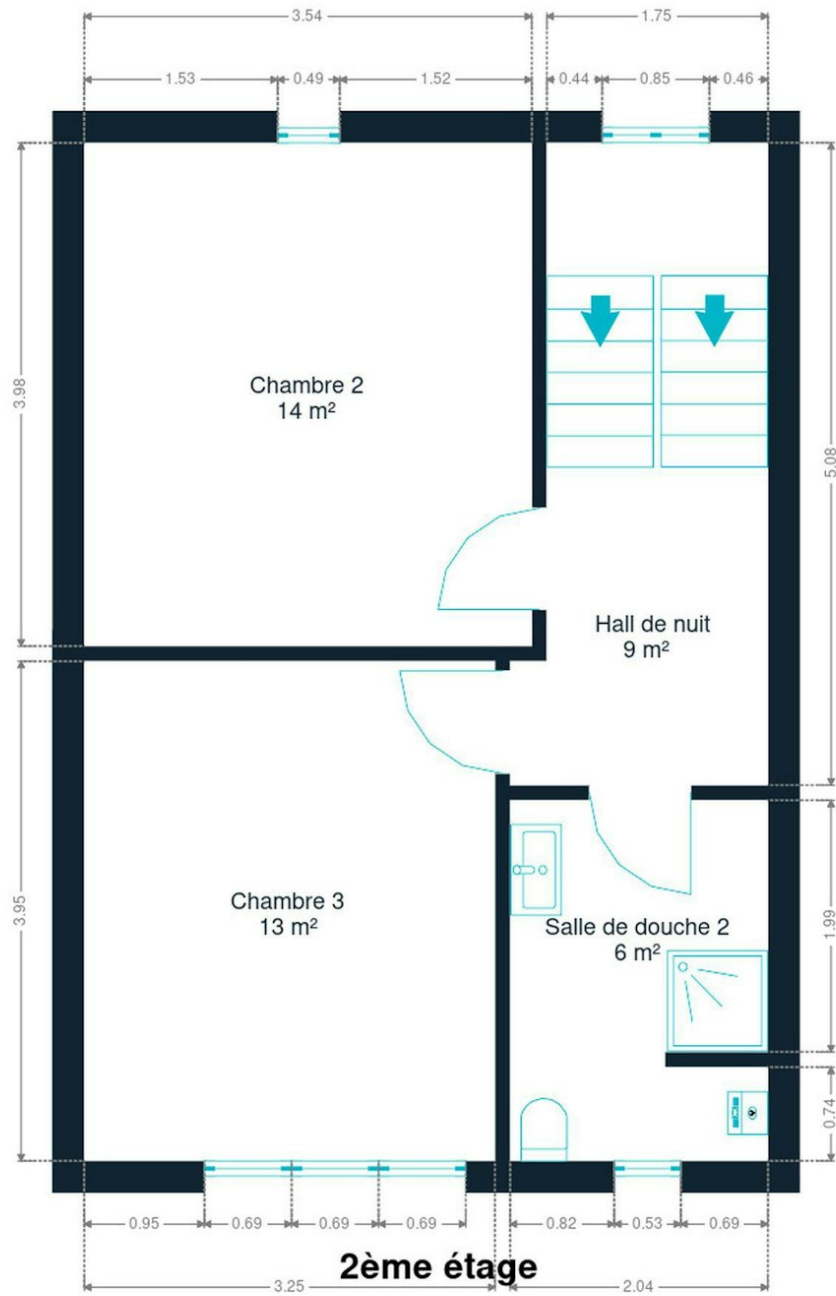 3.54
1.75
1.53
0.49
1.52
0.44
0.85
0.46
3.98
5.08
Chambre 2
14 m²
Hall de nuit
9 m²
3.95
Chambre 3
13 m²
Salle de douche 2
6 m²
1.99
0.74
0.95
0.69
0.69
0.69
0.82
0.53
0.69
2ème étage
3.25
2.04